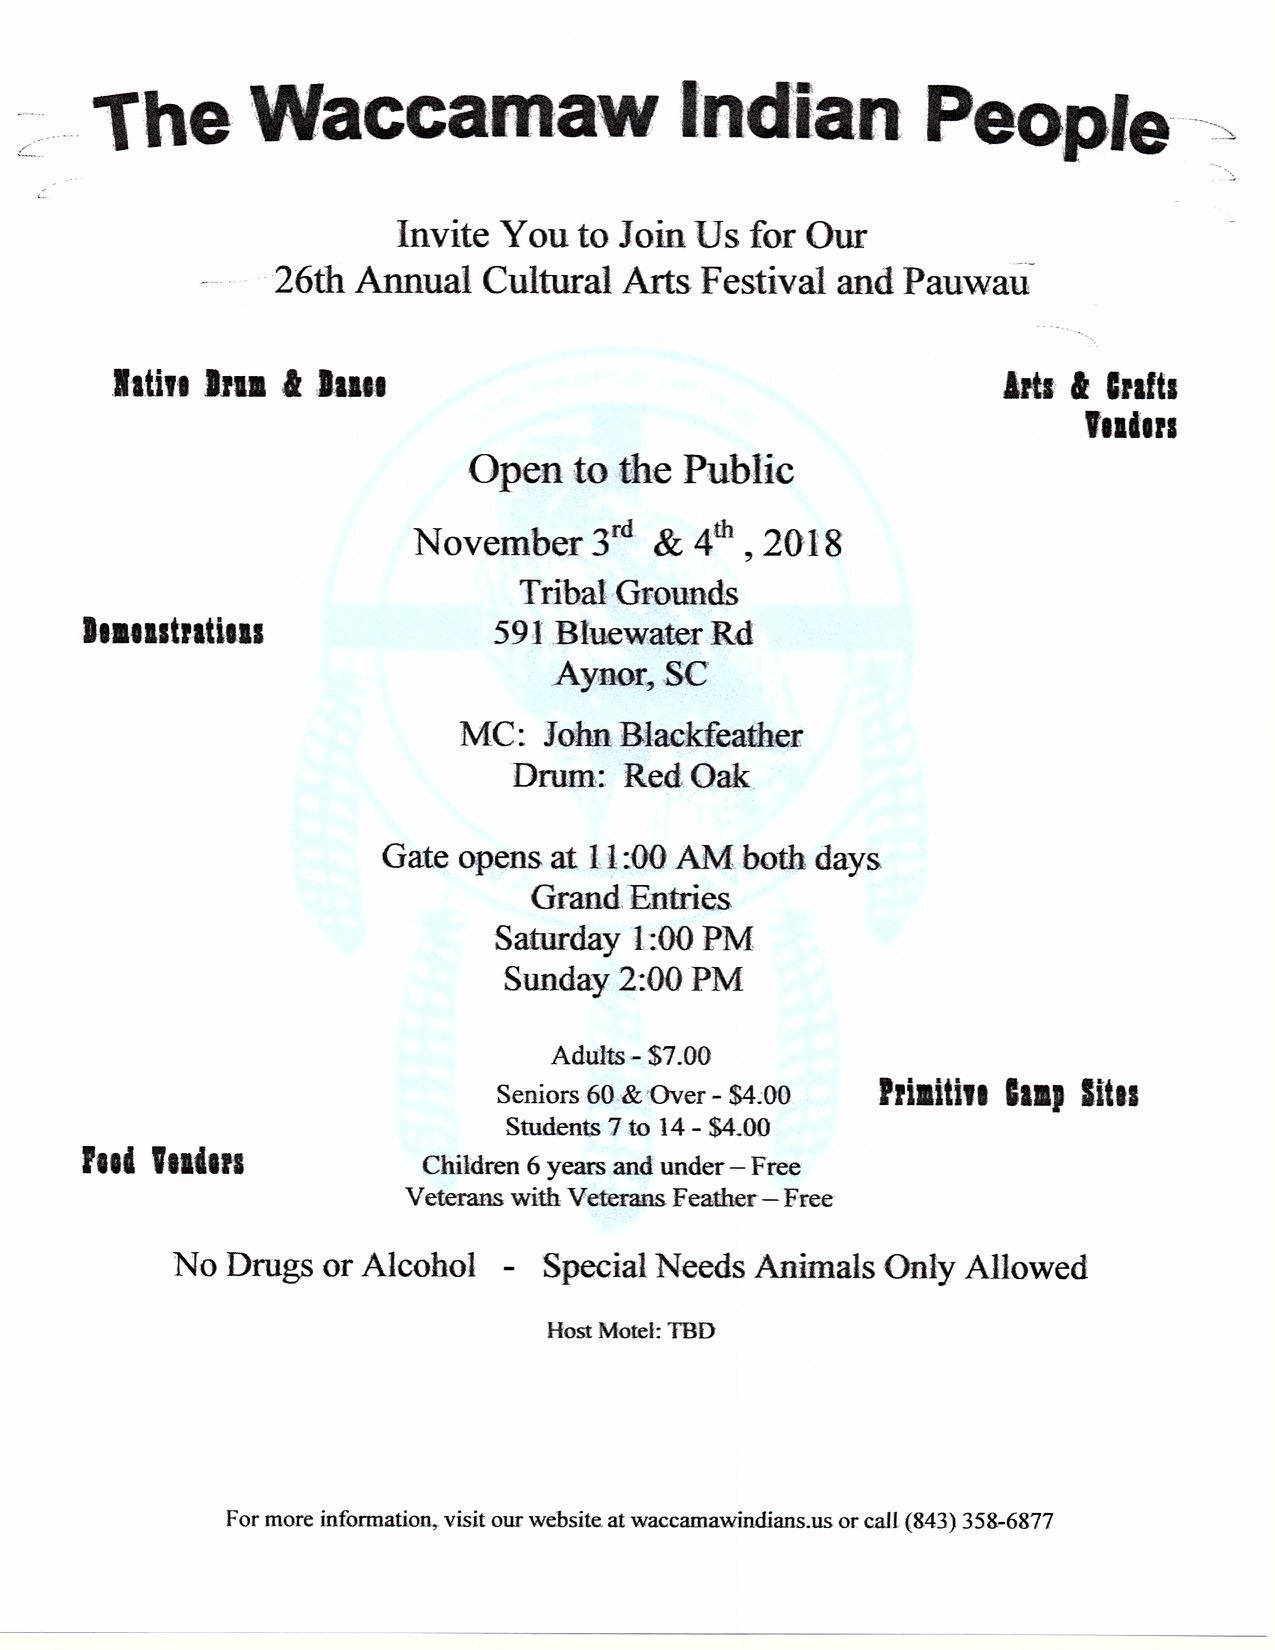 The Waccamaw Indian People
Invite You to Join Us for Our
26th Annual Cultural Arts Festival and Pauwau
Native Drum & Dance
Arts & Crafts
Vendors
Open to the Public
November 3rd & 4th , 2018
Tribal Grounds
Demonstrations
591 Bluewater Rd
Aynor, SC
MC: John Blackfeather
Drum: Red Oak
Gate opens at 11:00 AM both days
Grand Entries
Saturday 1:00 PM
Sunday 2:00 PM
Adults - $7.00
Seniors 60 & Over - $4.00
Primitive Camp Sites
Students 7 to 14 - $4.00
Food Vendors
Children 6 years and under – Free
Veterans with Veterans Feather – Free
No Drugs or Alcohol - Special Needs Animals Only Allowed
Host Motel: TBD
For more information, visit our website at waccamawindians.us or call (843) 358-6877